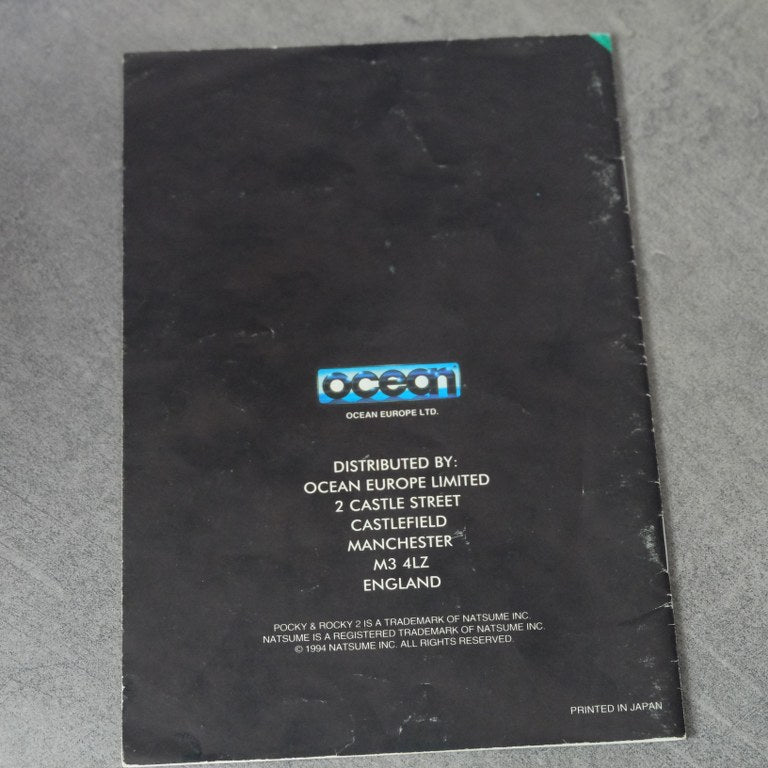 ocean
OCEAN EUROPE LTD.
DISTRIBUTED BY:
OCEAN EUROPE LIMITED
2 CASTLE STREET
CASTLEFIELD
MANCHESTER
M3 4LZ
ENGLAND
POCKY & ROCKY 2 IS A TRADEMARK OF NATSUME INC.
NATSUME IS A REGISTERED TRADEMARK OF NATSUME INC.
© 1994 NATSUME INC. ALL RIGHTS RESERVED.
PRINTED IN JAPAN